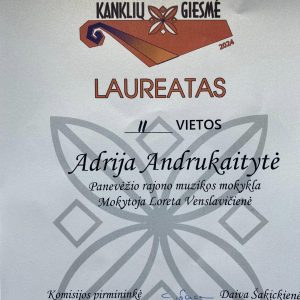 KANKLIŲ GIESMĖ
2024
LAUREATAS
II VIETOS
Adrija Andrukaitytė
Panevėžio rajono muzikos mokykla
Mokytoja Loreta Venslavičienė
Komisijos pirmininkė Daiva Šakickienė